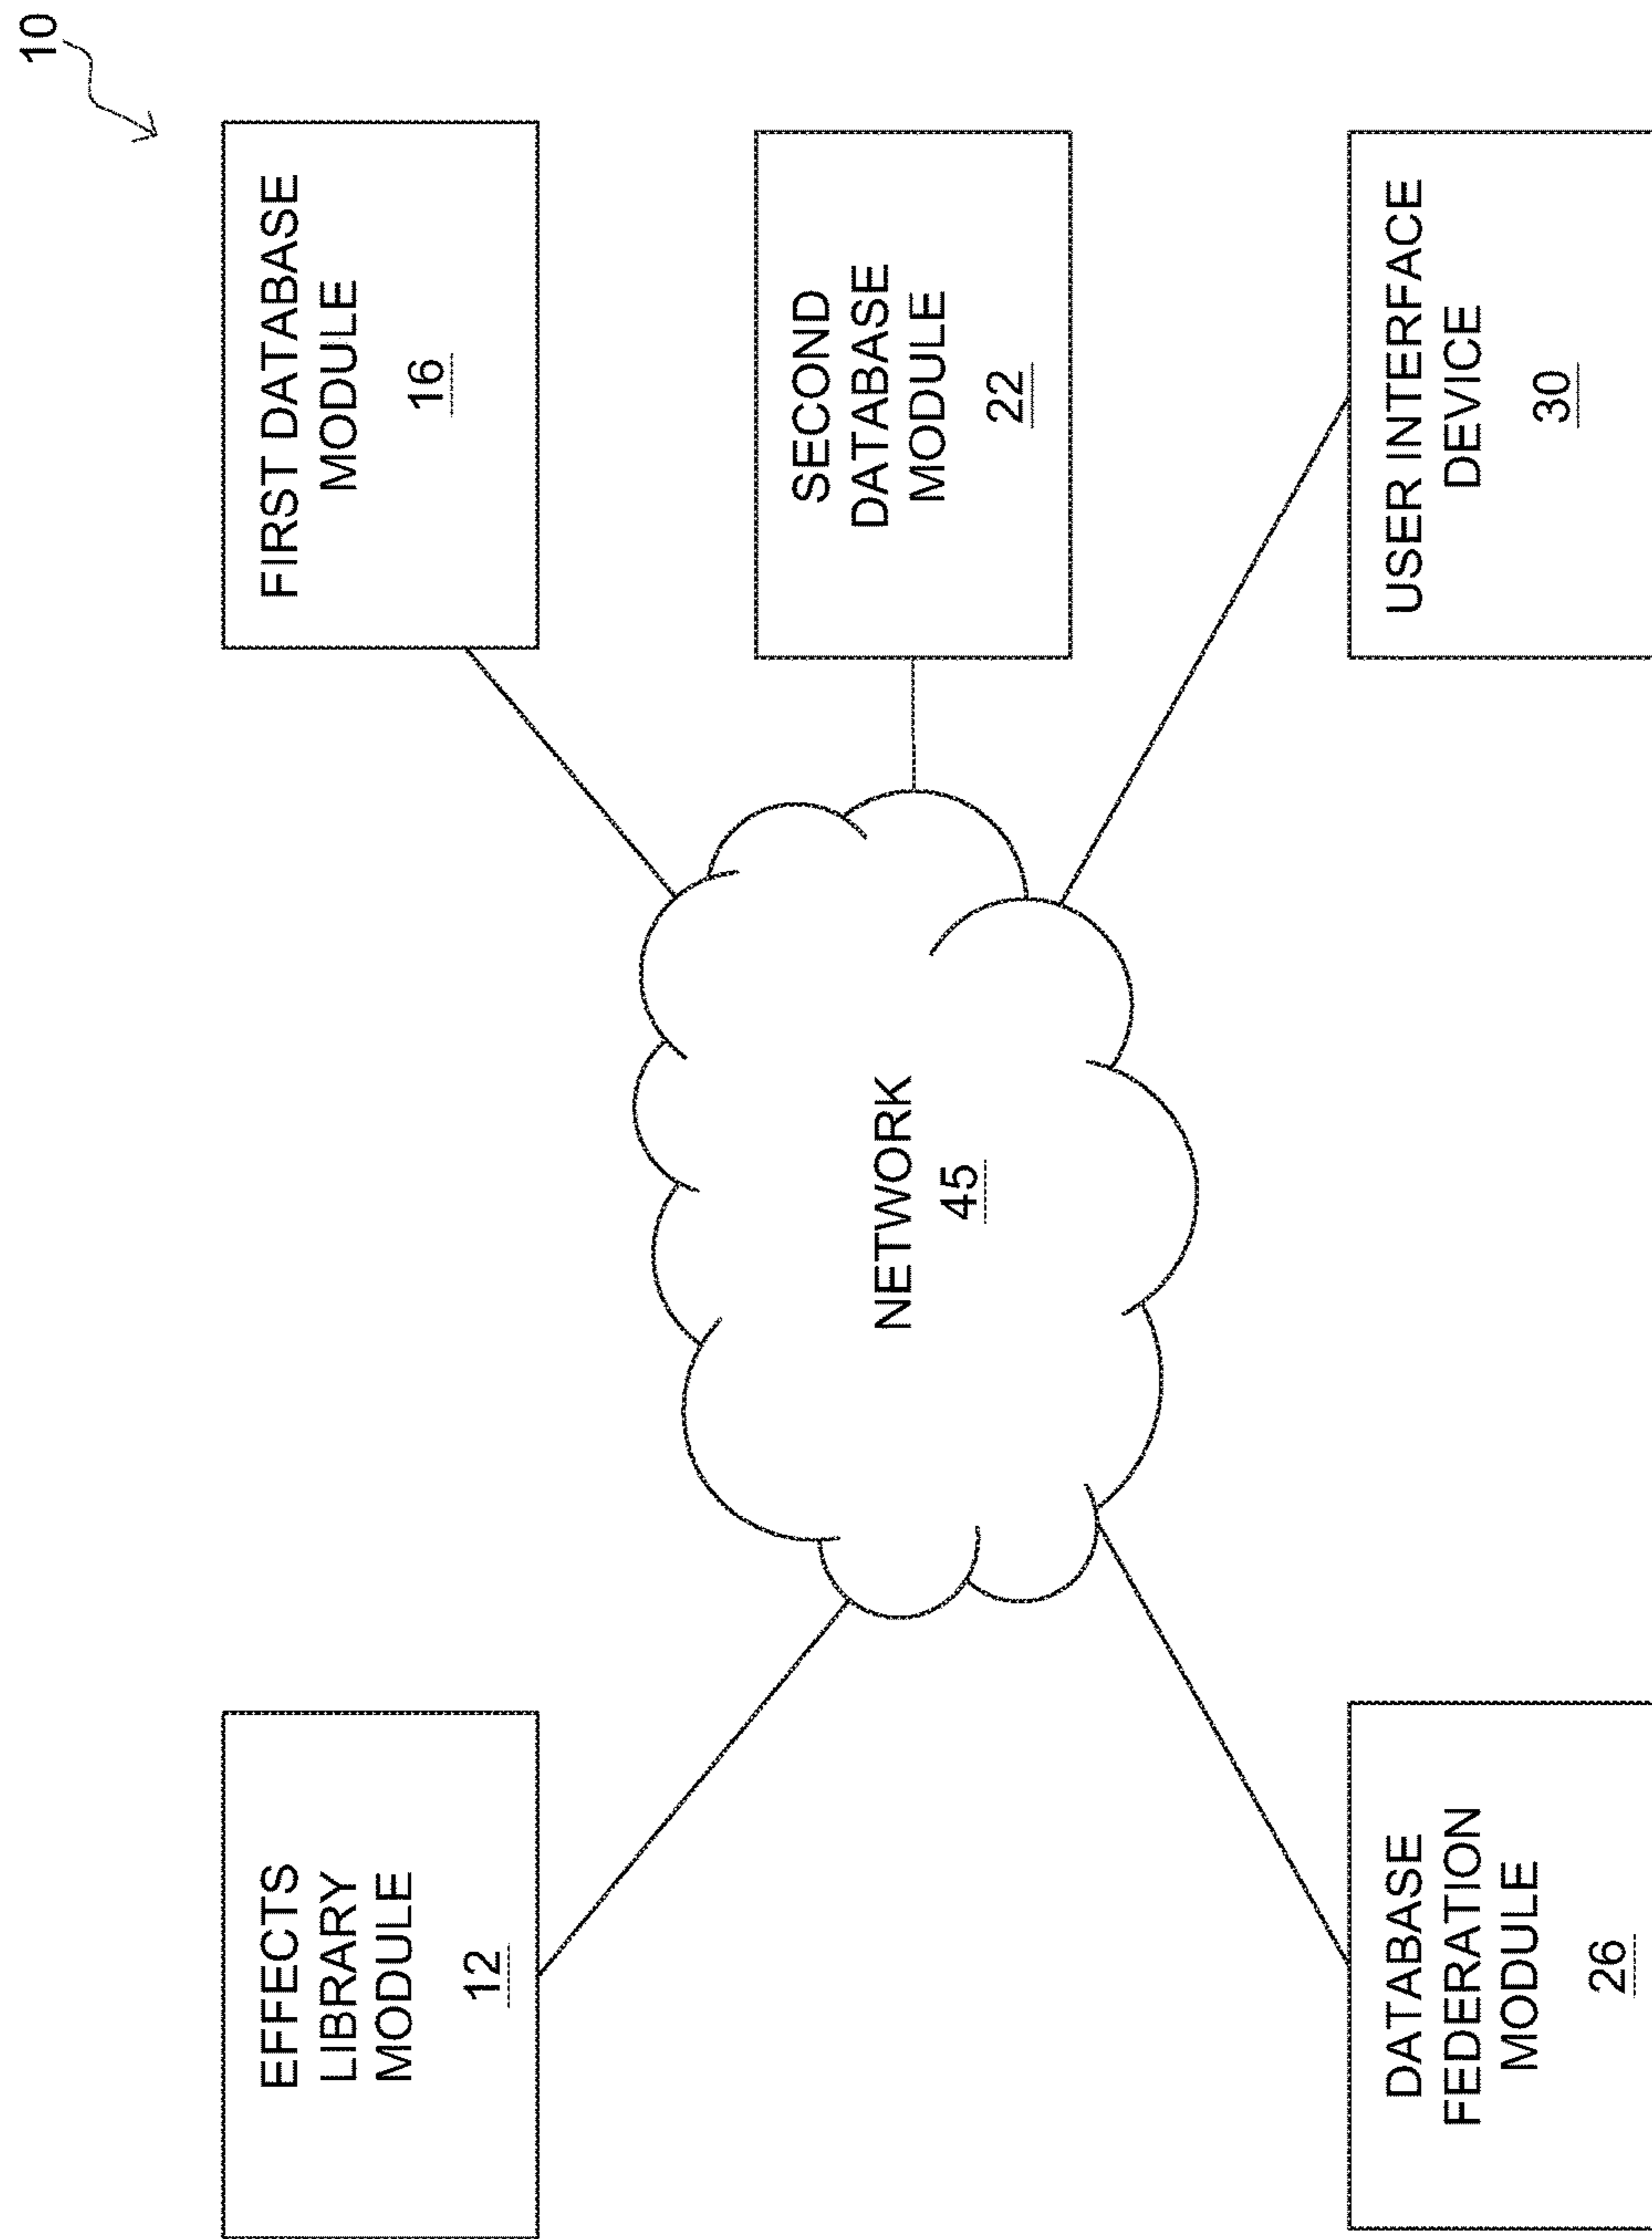 10
EFFECTS
LIBRARY
MODULE
12
FIRST DATABASE
MODULE
16
NETWORK
45
SECOND
DATABASE
MODULE
22
DATABASE
FEDERATION
MODULE
26
USER INTERFACE
DEVICE
30